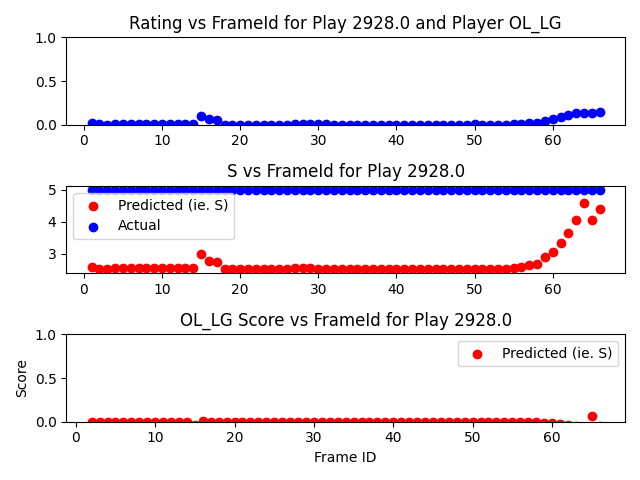 Rating vs FrameId for Play 2928.0 and Player OL_LG
1.0
0.5
0.0
0 10 20 30 40 50 60
S vs FrameId for Play 2928.0
5
4
3
Predicted (ie. S)
Actual
0 10 20 30 40 50 60
OL_LG Score vs FrameId for Play 2928.0
1.0
0.5
0.0
Score
Predicted (ie. S)
0 10 20 30 40 50 60
Frame ID